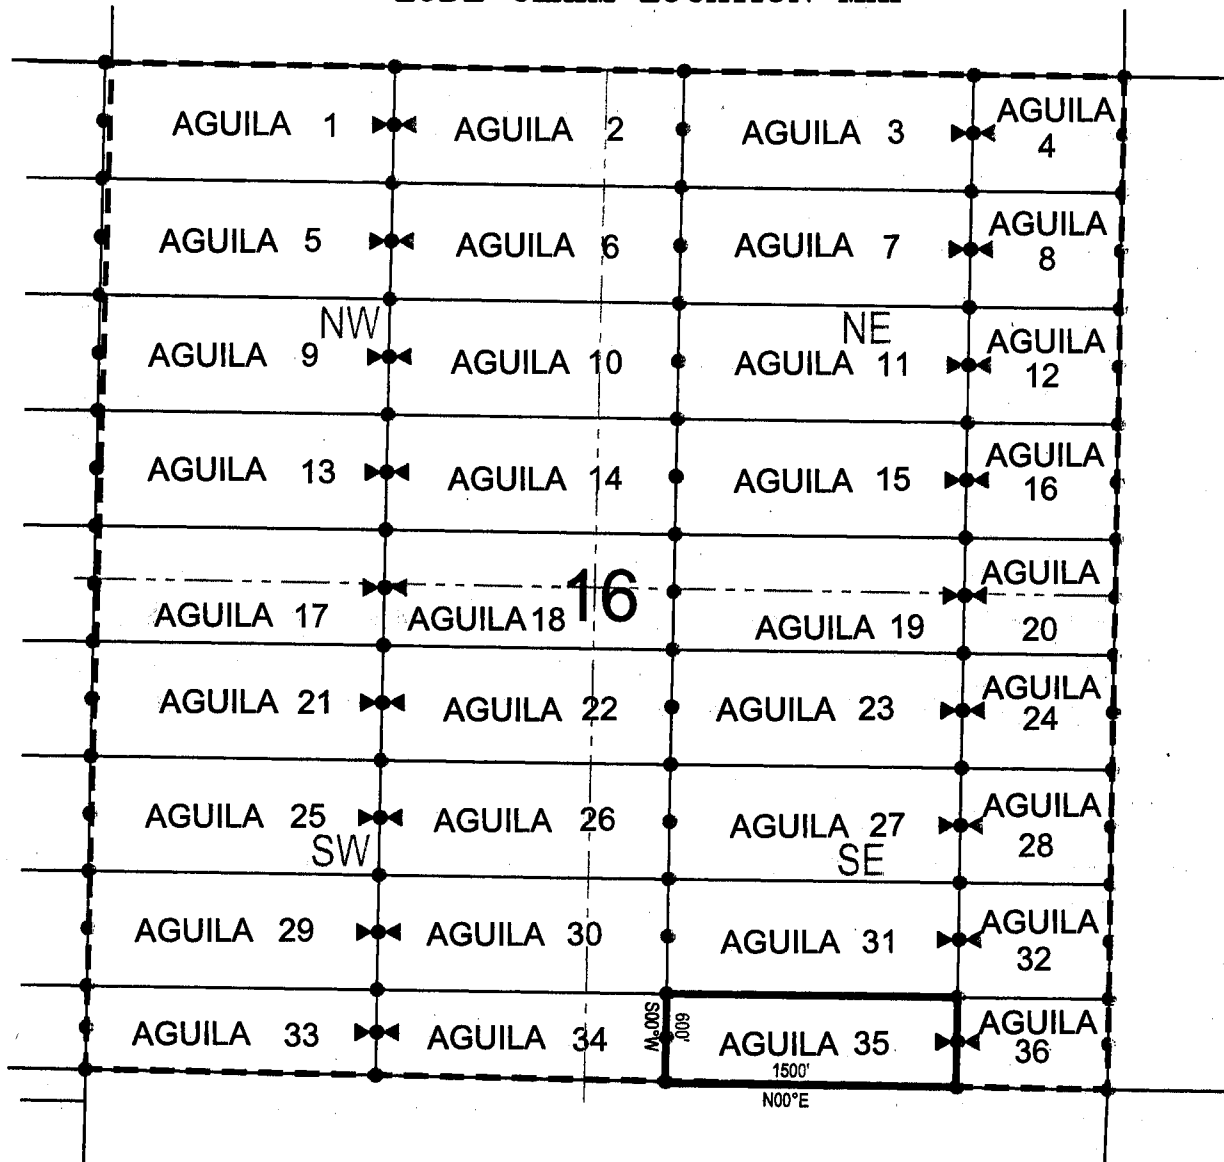 AGUILA 1
AGUILA 2
AGUILA 3
AGUILA
4
AGUILA 5
AGUILA 6
AGUILA 7
AGUILA
8
NW
NE
AGUILA 9
AGUILA 10
AGUILA 11
AGUILA
12
AGUILA 13
AGUILA 14
AGUILA 15
AGUILA
16
16
AGUILA 17
AGUILA 18
AGUILA 19
AGUILA
20
AGUILA 21
AGUILA 22
AGUILA 23
AGUILA
24
AGUILA 25
AGUILA 26
AGUILA 27
AGUILA
28
SW
SE
AGUILA 29
AGUILA 30
AGUILA 31
AGUILA
32
AGUILA 33
AGUILA 34
S00°W
600'
AGUILA 35
1500'
N00°E
AGUILA
36